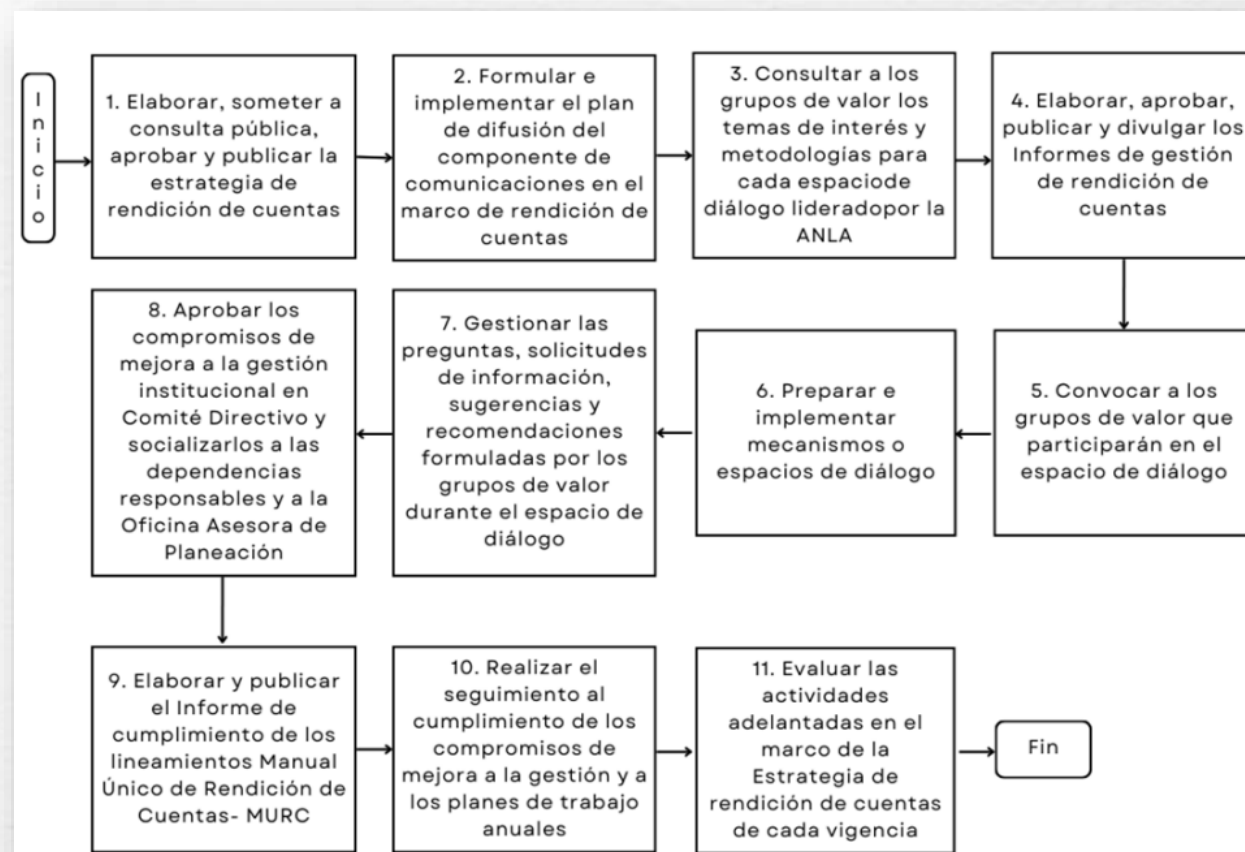 Inicio
1. Elaborar, someter a
consulta pública,
aprobar y publicar la
estrategia de
rendición de cuentas
2. Formular e
implementar el plan
de difusión del
componente de
comunicaciones en el
marco de rendición de
cuentas
3. Consultar a los
grupos de valor los
temas de interés y
metodologías para
cada espaciode
diálogo lideradopor la
ANLA
4. Elaborar, aprobar,
publicar y divulgar los
Informes de gestión
de rendición de
cuentas
5. Convocar a los
grupos de valor que
participarán en el
espacio de diálogo
6. Preparar e
implementar
mecanismos o
espacios de diálogo
7. Gestionar las
preguntas, solicitudes
de información,
sugerencias y
recomendaciones
formuladas por los
grupos de valor
durante el espacio de
diálogo
8. Aprobar los
compromisos de
mejora a la gestión
institucional en
Comité Directivo y
socializarlos a las
dependencias
responsables y a la
Oficina Asesora de
Planeación
9. Elaborar y publicar
el Informe de
cumplimiento de los
lineamientos Manual
Único de Rendición de
Cuentas- MURC
10. Realizar el
seguimiento al
cumplimiento de los
compromisos de
mejora a la gestión y a
los planes de trabajo
anuales
11. Evaluar las
actividades
adelantadas en el
marco de la
Estrategia de
rendición de cuentas
de cada vigencia
Fin